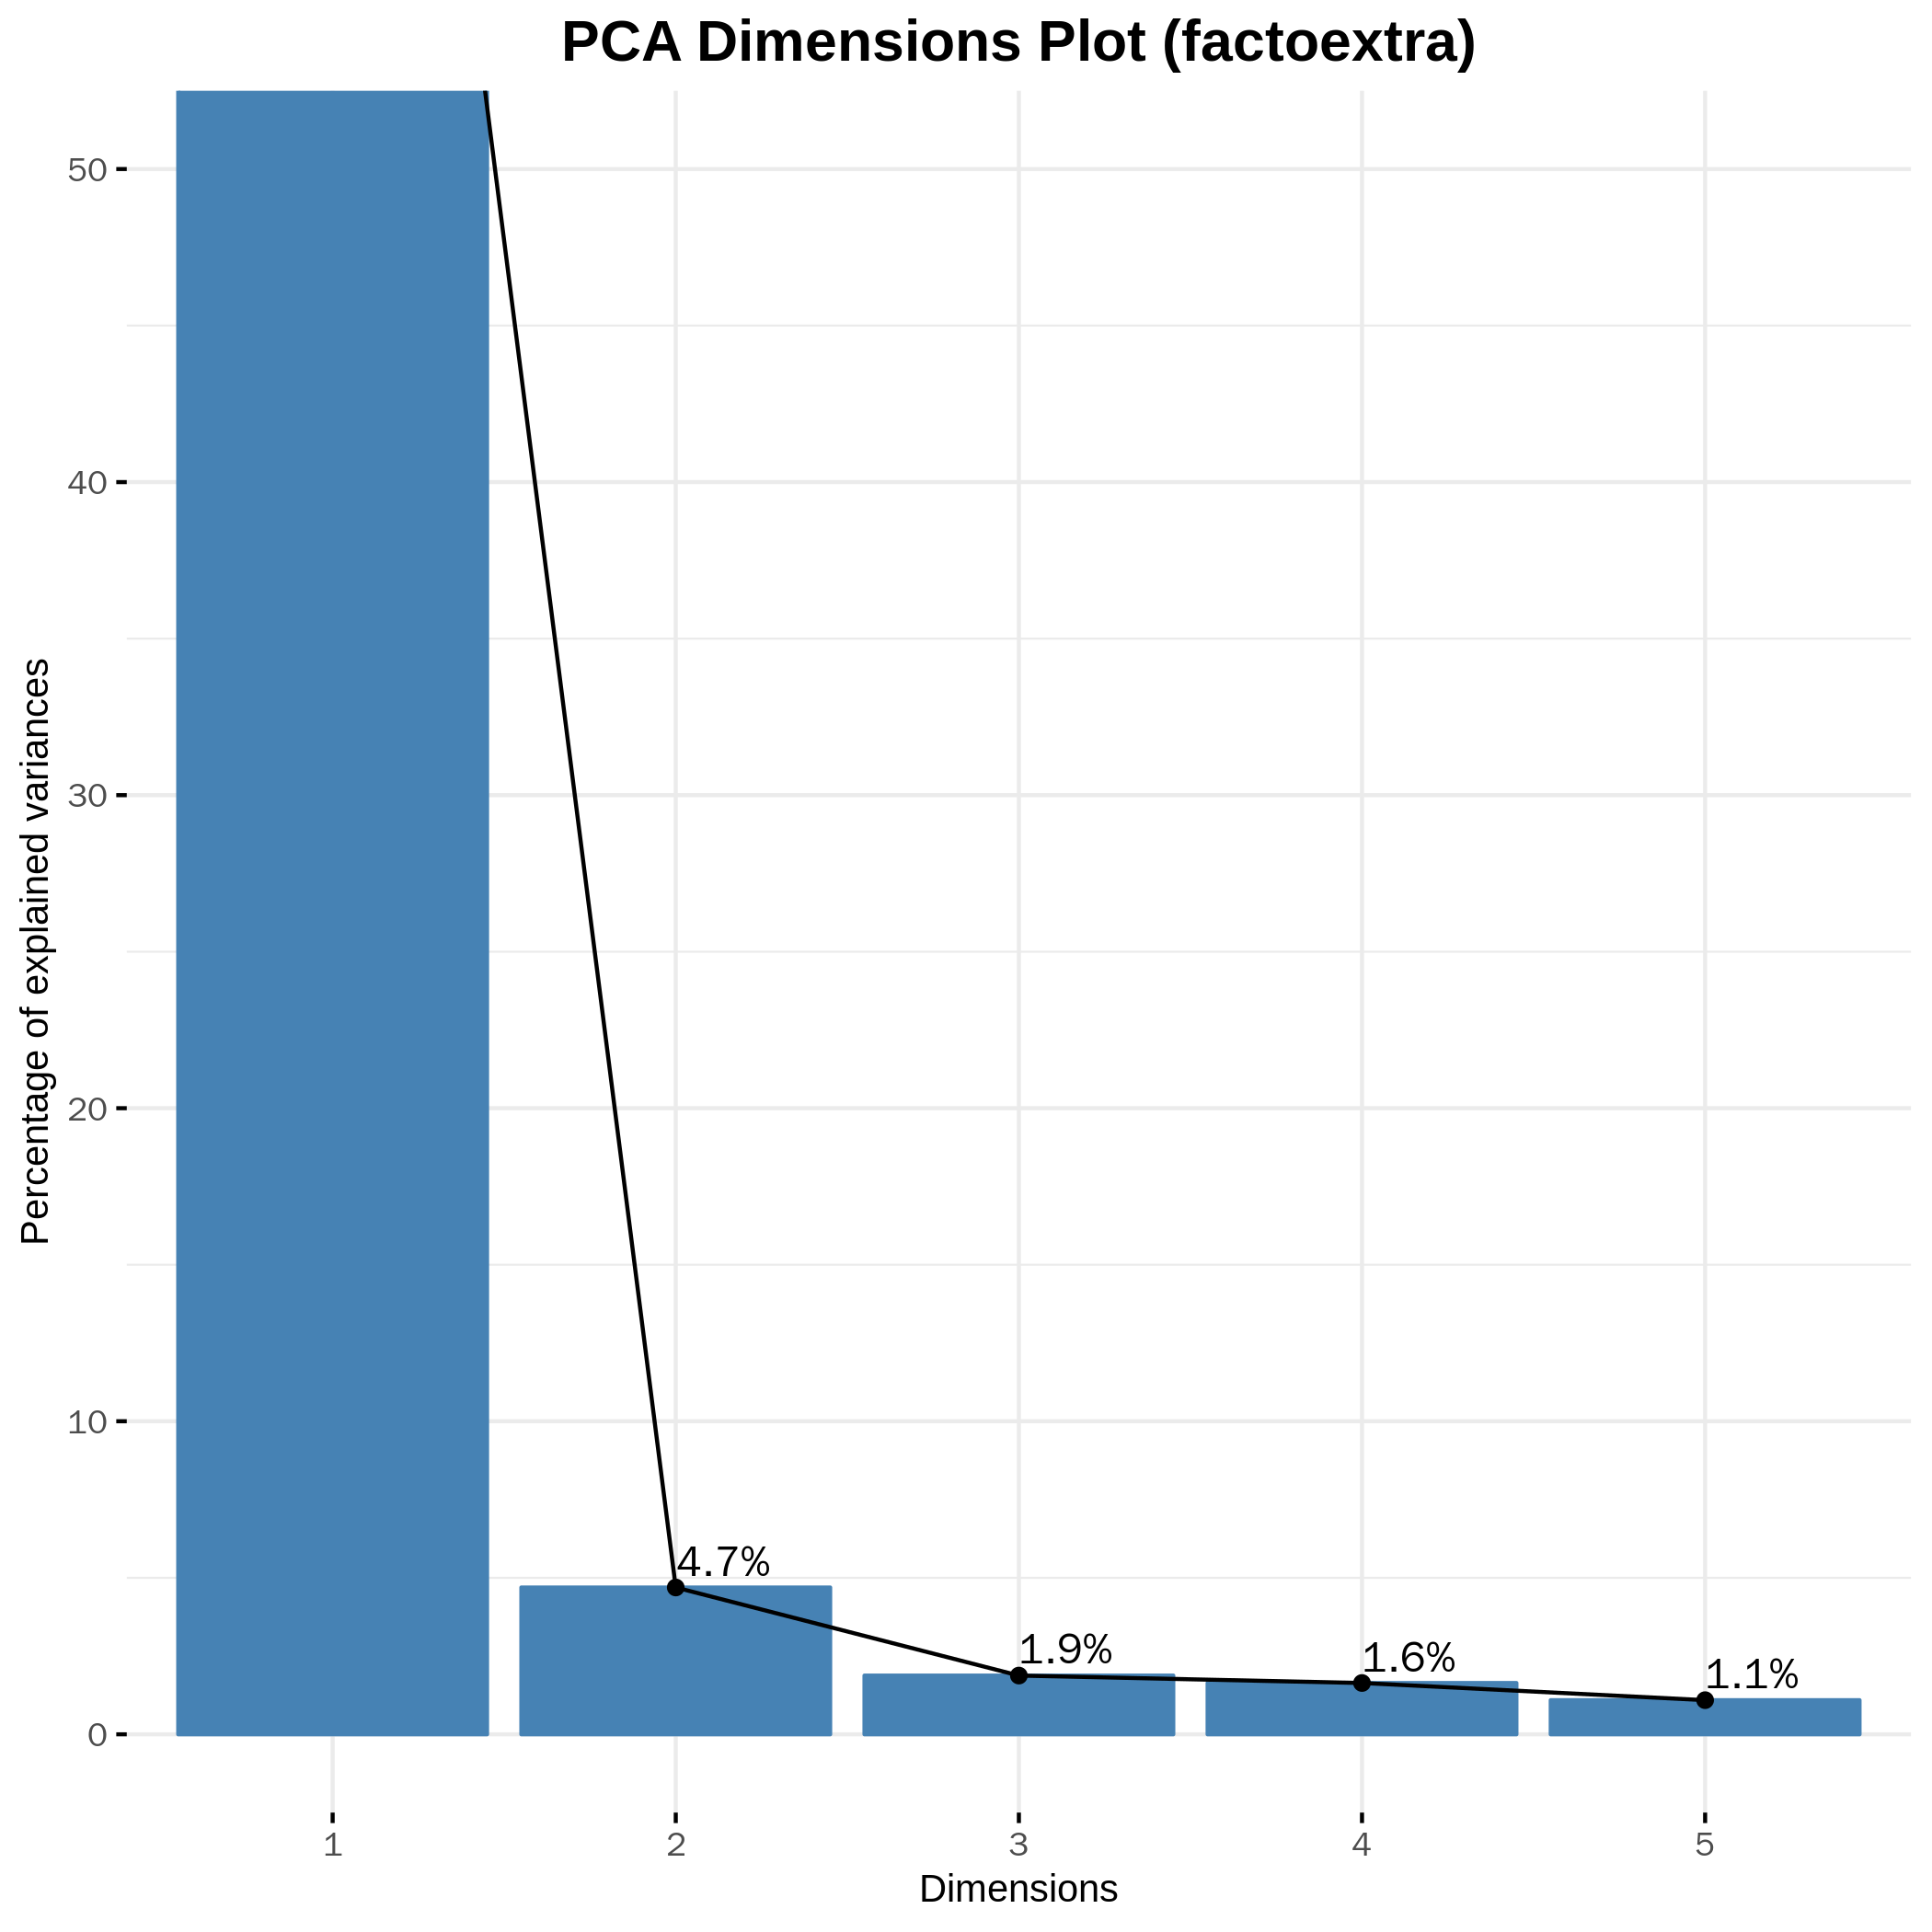 PCA Dimensions Plot (factoextra)
Percentage of explained variances
50
40
30
20
10
0
4.7%
1.9%
1.6%
1.1%
1 2 3 4 5
Dimensions